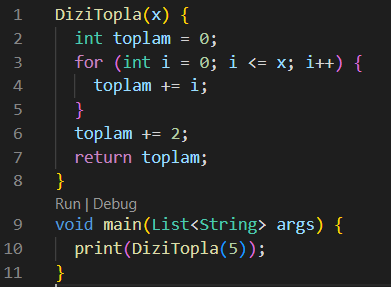 1 DiziTopla(x) {
2   int toplam = 0;
3   for (int i = 0; i <= x; i++) {
4     toplam += i;
5   }
6   toplam += 2;
7   return toplam;
8 }
Run | Debug
9 void main(List<String> args) {
10   print(DiziTopla(5));
11 }